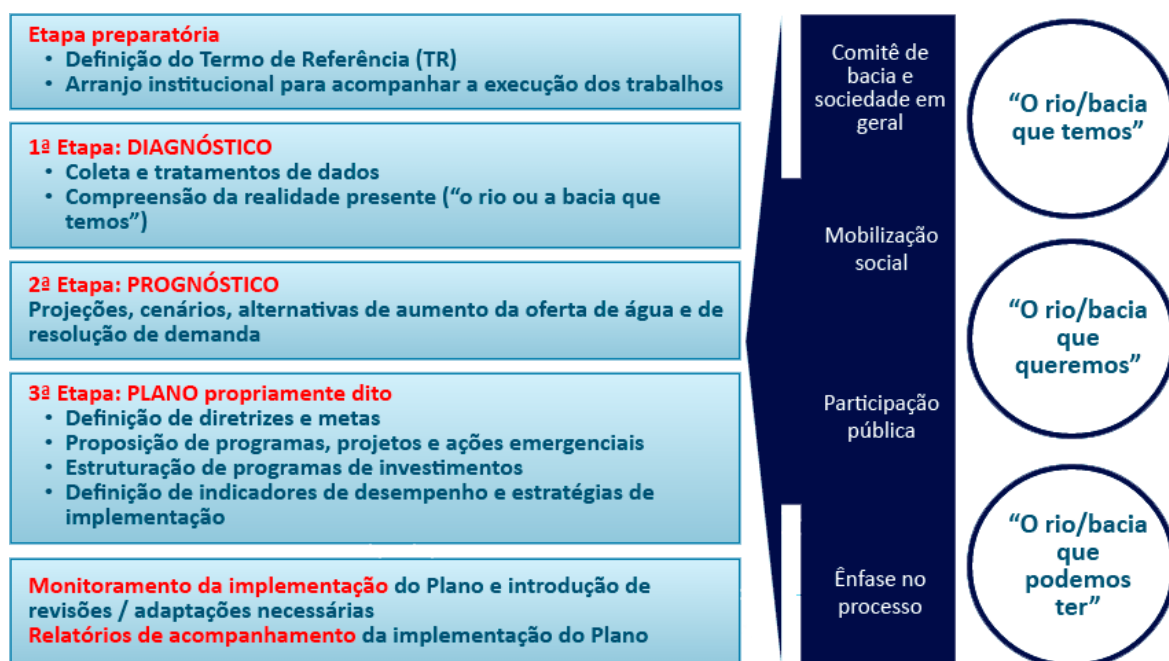 Etapa preparatória
• Definição do Termo de Referência (TR)
• Arranjo institucional para acompanhar a execução dos trabalhos
1ª Etapa: DIAGNÓSTICO
• Coleta e tratamentos de dados
• Compreensão da realidade presente (“o rio ou a bacia que
temos”)
2ª Etapa: PROGNÓSTICO
Projeções, cenários, alternativas de aumento da oferta de água e de
resolução de demanda
3ª Etapa: PLANO propriamente dito
• Definição de diretrizes e metas
• Proposição de programas, projetos e ações emergenciais
• Estruturação de programas de investimentos
• Definição de indicadores de desempenho e estratégias de
implementação
Monitoramento da implementação do Plano e introdução de
revisões / adaptações necessárias
Relatórios de acompanhamento da implementação do Plano
Comitê de
bacia e
sociedade em
geral
Mobilização
social
Participação
pública
Ênfase no
processo
“O rio/bacia
que temos”
“O rio/bacia
que
queremos”
“O rio/bacia
que
podemos
ter”